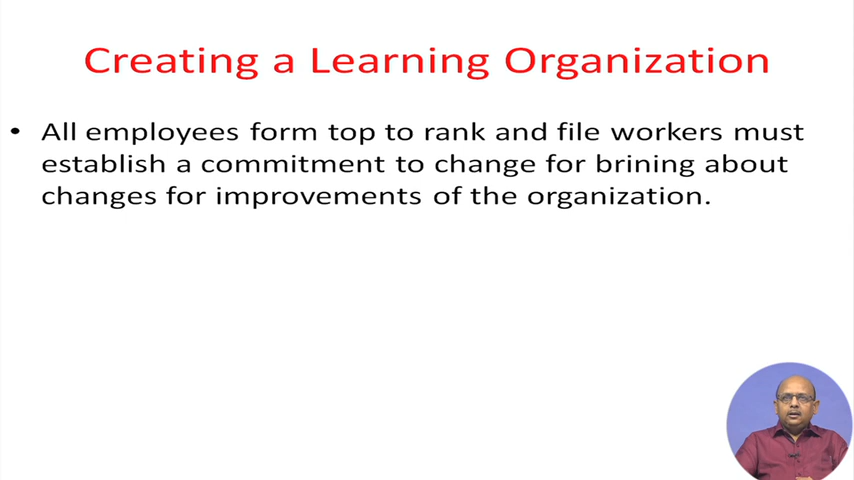 Creating a Learning Organization
• All employees form top to rank and file workers must
establish a commitment to change for brining about
changes for improvements of the organization.